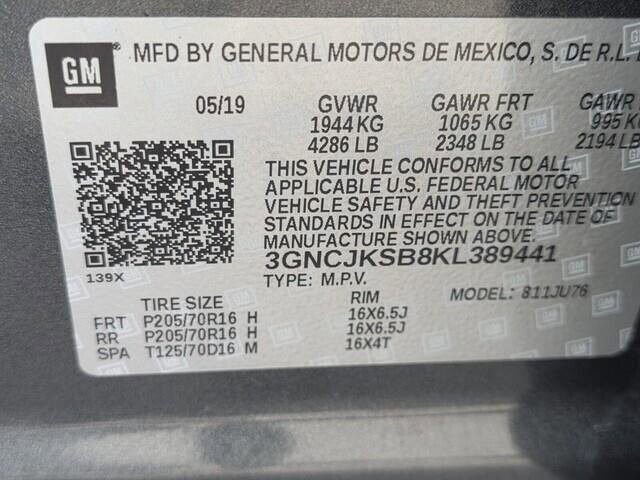 GM
MFD BY GENERAL MOTORS DE MEXICO, S. DE R.L.
05/19 GVWR GAWR FRT GAWR
1944 KG 1065 KG 995 KG
4286 LB 2348 LB 2194 LB
THIS VEHICLE CONFORMS TO ALL
APPLICABLE U.S. FEDERAL MOTOR
VEHICLE SAFETY AND THEFT PREVENTION
STANDARDS IN EFFECT ON THE DATE OF
MANUFACTURE SHOWN ABOVE.
3GNCJKSB8KL389441
139X
TYPE: M.P.V. MODEL: 811JU76
TIRE SIZE RIM
FRT P205/70R16 H 16X6.5J
RR P205/70R16 H 16X6.5J
SPA T125/70D16 M 16X4T